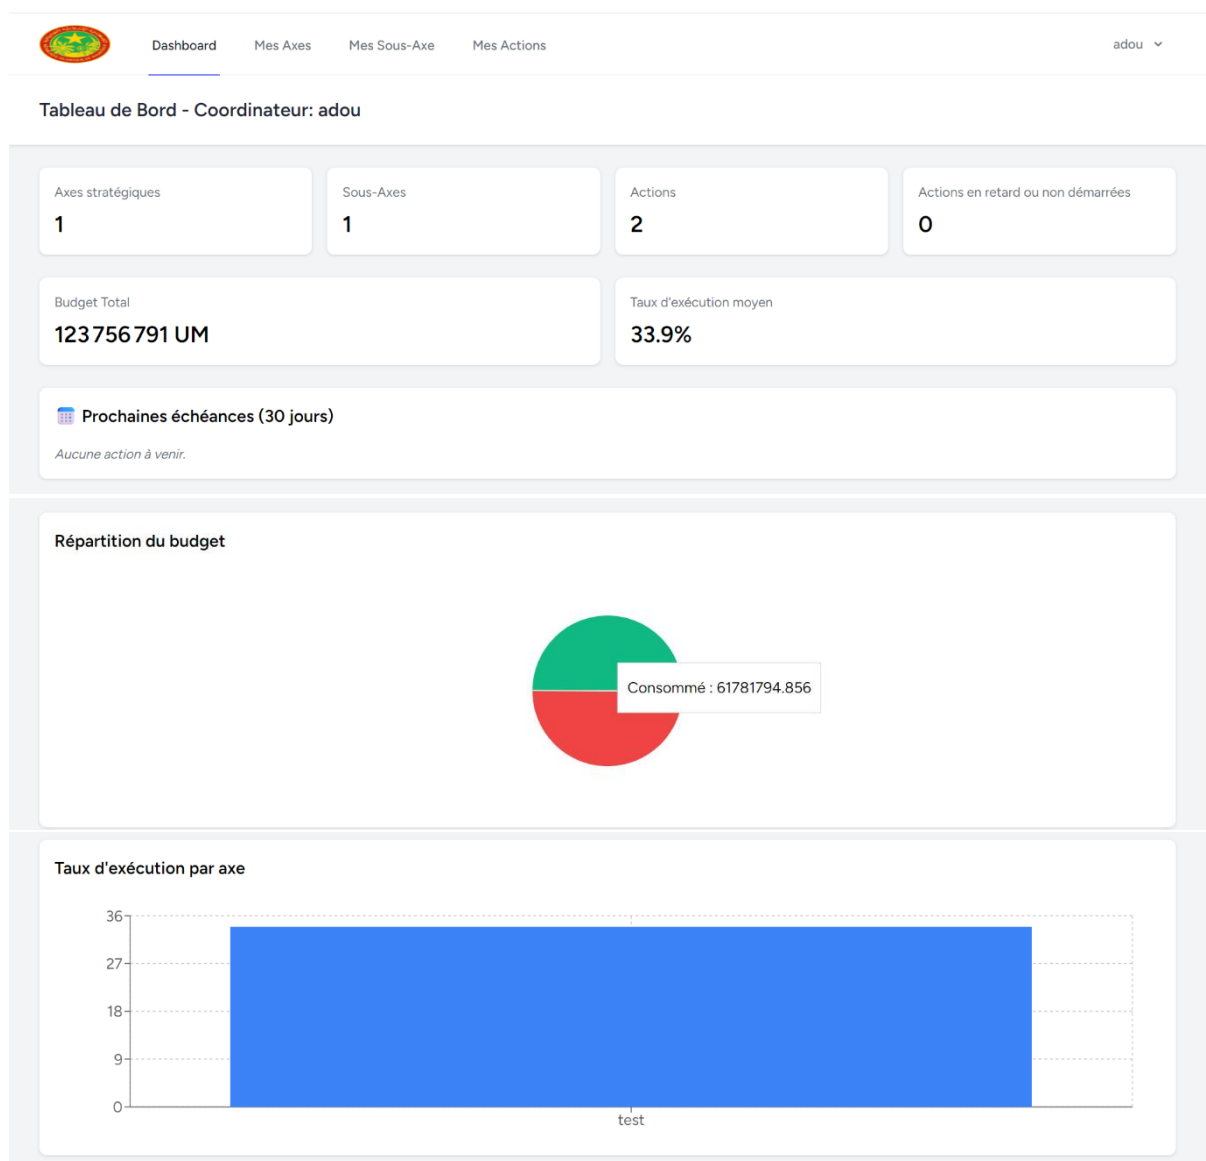 Dashboard Mes Axes Mes Sous-Axe Mes Actions adou
Tableau de Bord - Coordinateur: adou
Axes stratégiques Sous-Axes Actions Actions en retard ou non démarrées
1 1 2 0
Budget Total Taux d'exécution moyen
123 756 791 UM 33.9%
Prochaines échéances (30 jours)
Aucune action à venir.
Répartition du budget
Consommé : 61781794.856
Taux d'exécution par axe
36
27
18
9
0
test